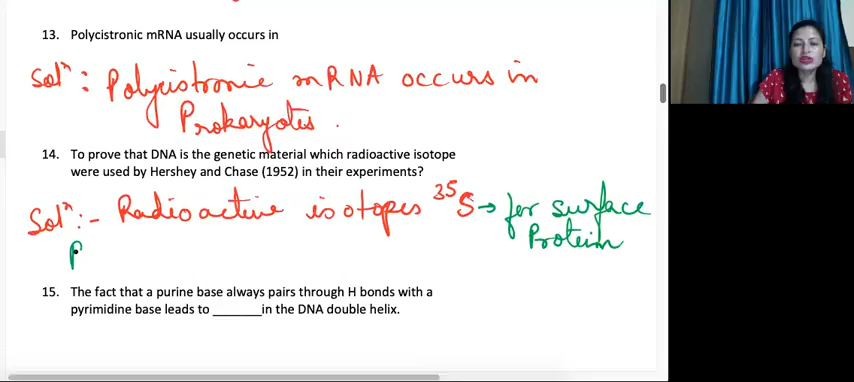 13. Polycistronic mRNA usually occurs in
Solⁿ : Polycistronic mRNA occurs in
Prokaryotes .
14. To prove that DNA is the genetic material which radioactive isotope
were used by Hershey and Chase (1952) in their experiments?
Solⁿ :- Radioactive isotopes ³⁵S → for surface
Protein
P
15. The fact that a purine base always pairs through H bonds with a
pyrimidine base leads to _______in the DNA double helix.